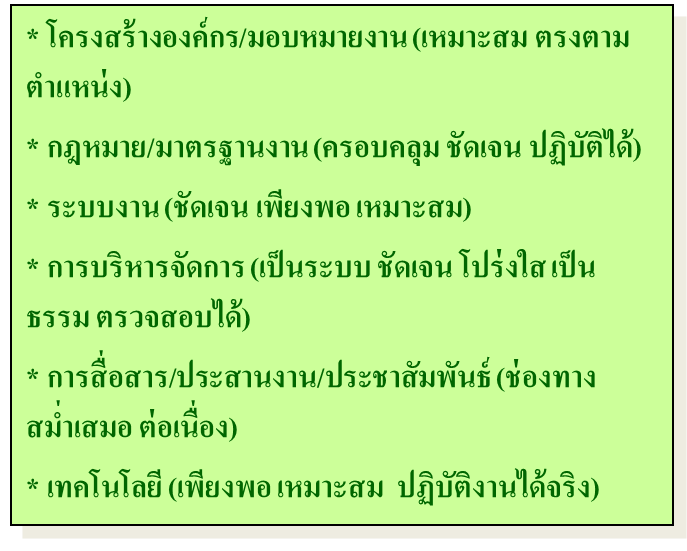 * โครงสร้างองค์กร/มอบหมายงาน (เหมาะสม ตรงตาม
ตำแหน่ง)
* กฎหมาย/มาตรฐานงาน (ครอบคลุม ชัดเจน ปฏิบัติได้)
* ระบบงาน (ชัดเจน เพียงพอ เหมาะสม)
* การบริหารจัดการ (เป็นระบบ ชัดเจน โปร่งใส เป็น
ธรรม ตรวจสอบได้)
* การสื่อสาร/ประสานงาน/ประชาสัมพันธ์ (ช่องทาง
สม่ำเสมอ ต่อเนื่อง)
* เทคโนโลยี (เพียงพอ เหมาะสม  ปฏิบัติงานได้จริง)